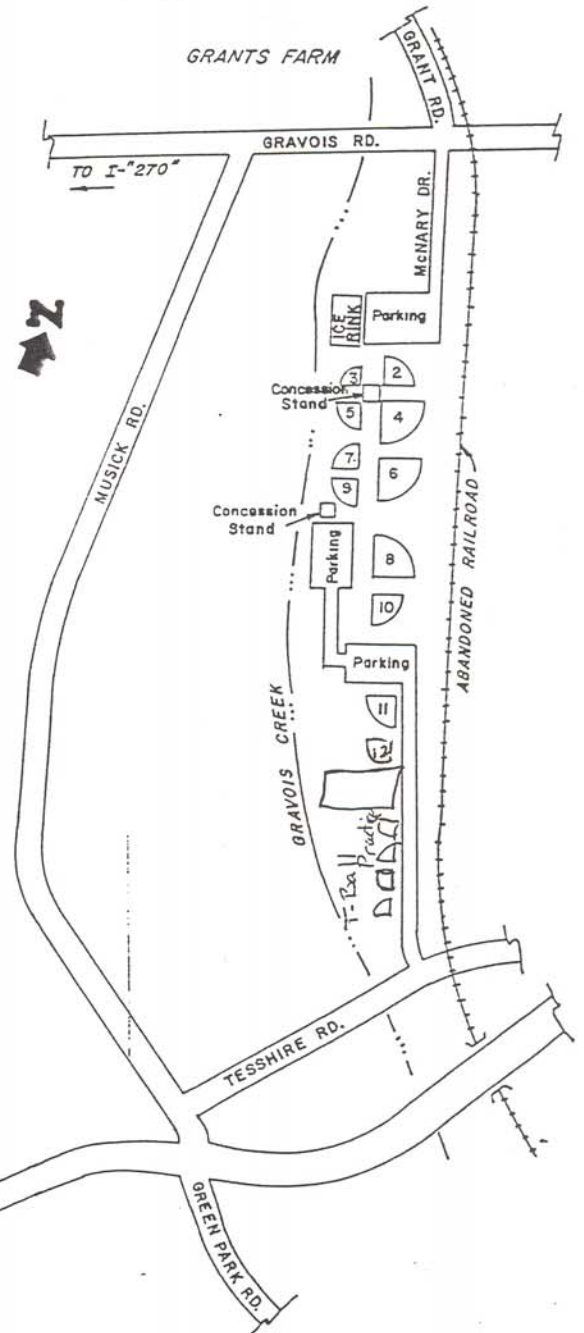 GRANTS FARM
GRANT RD.
GRAVOIS RD.
TO I-"270"
McNARY DR.
N
ICE
RINK
Parking
MUSICK RD.
3
2
Concession
Stand
5
4
7
6
9
Concession
Stand
Parking
8
10
ABANDONED RAILROAD
Parking
GRAVOIS CREEK
11
12
T-Ball
Practice
TESSHIRE RD.
GREEN PARK RD.